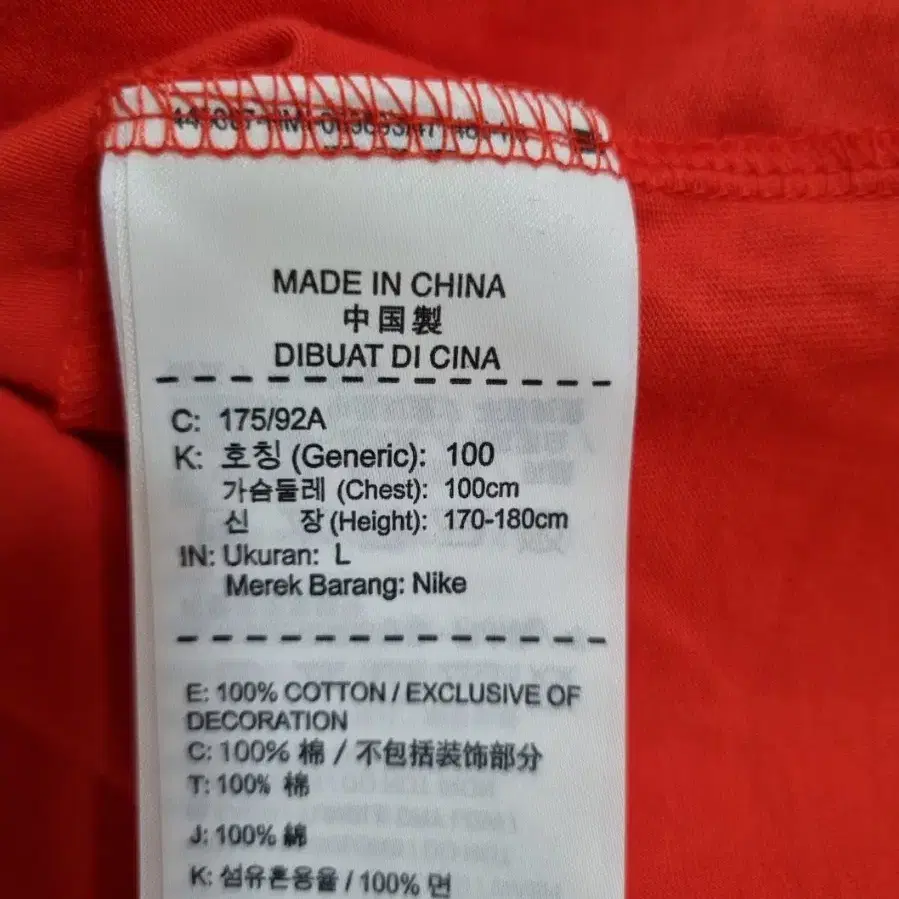 MADE IN CHINA
中国製
DIBUAT DI CINA
C: 175/92A
K: 호칭 (Generic): 100
가슴둘레 (Chest): 100cm
신 장 (Height): 170-180cm
IN: Ukuran: L
Merek Barang: Nike
E: 100% COTTON / EXCLUSIVE OF
DECORATION
C: 100% 棉 / 不包括装饰部分
T: 100% 棉
J: 100% 綿
K: 섬유혼용율 / 100% 면